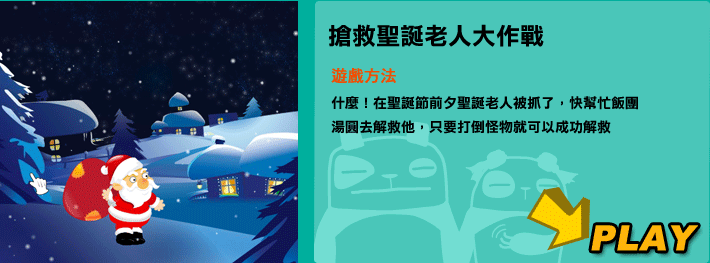 搶救聖誕老人大作戰
遊戲方法
什麼！在聖誕節前夕聖誕老人被抓了，快幫忙飯團
湯圓去解救他，只要打倒怪物就可以成功解救
PLAY